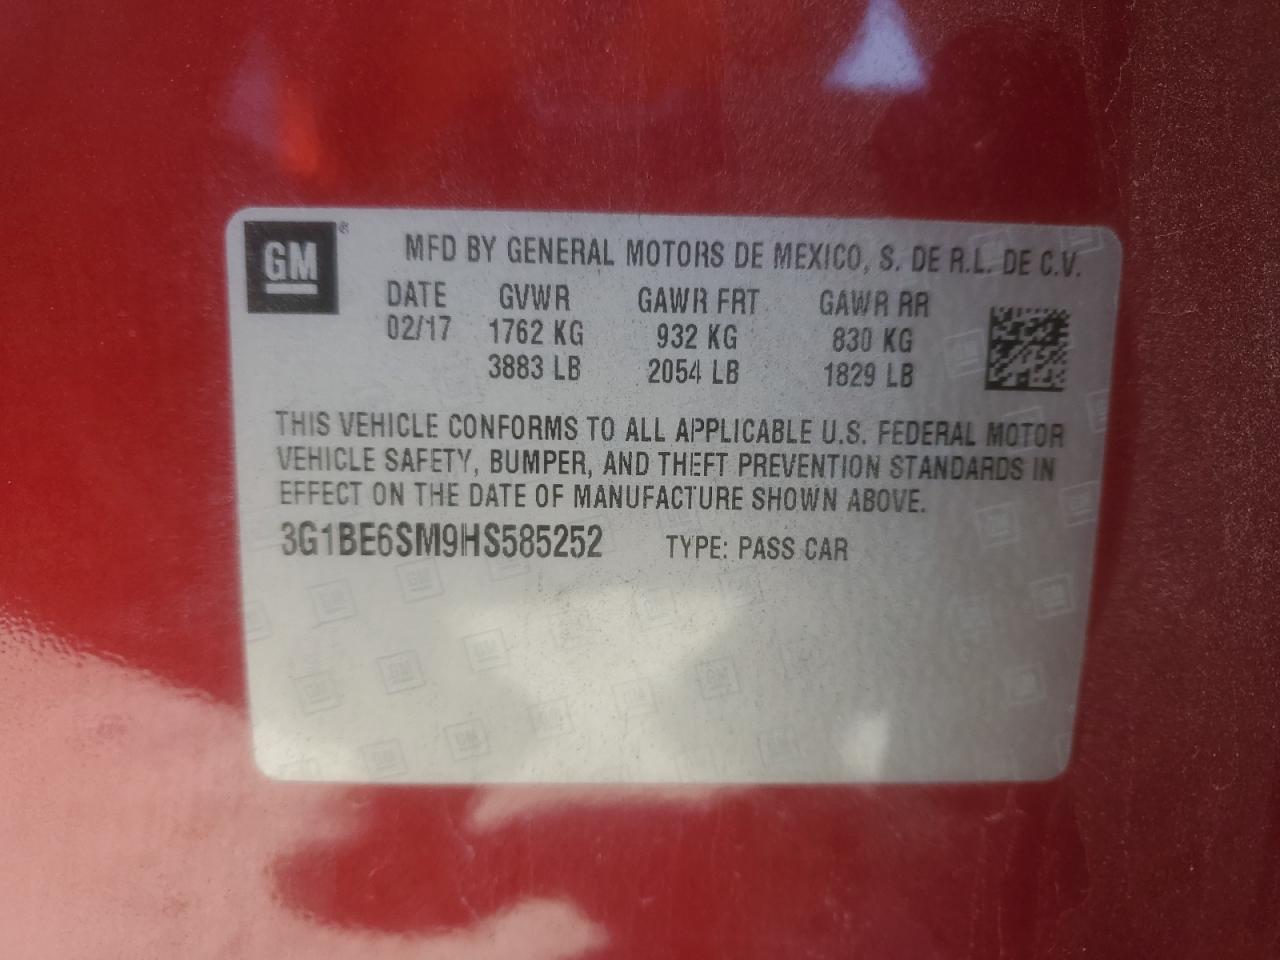 GM ®
MFD BY GENERAL MOTORS DE MEXICO, S. DE R.L. DE C.V.
DATE GVWR GAWR FRT GAWR RR
02/17 1762 KG 932 KG 830 KG
3883 LB 2054 LB 1829 LB
THIS VEHICLE CONFORMS TO ALL APPLICABLE U.S. FEDERAL MOTOR
VEHICLE SAFETY, BUMPER, AND THEFT PREVENTION STANDARDS IN
EFFECT ON THE DATE OF MANUFACTURE SHOWN ABOVE.
3G1BE6SM9HS585252 TYPE: PASS CAR